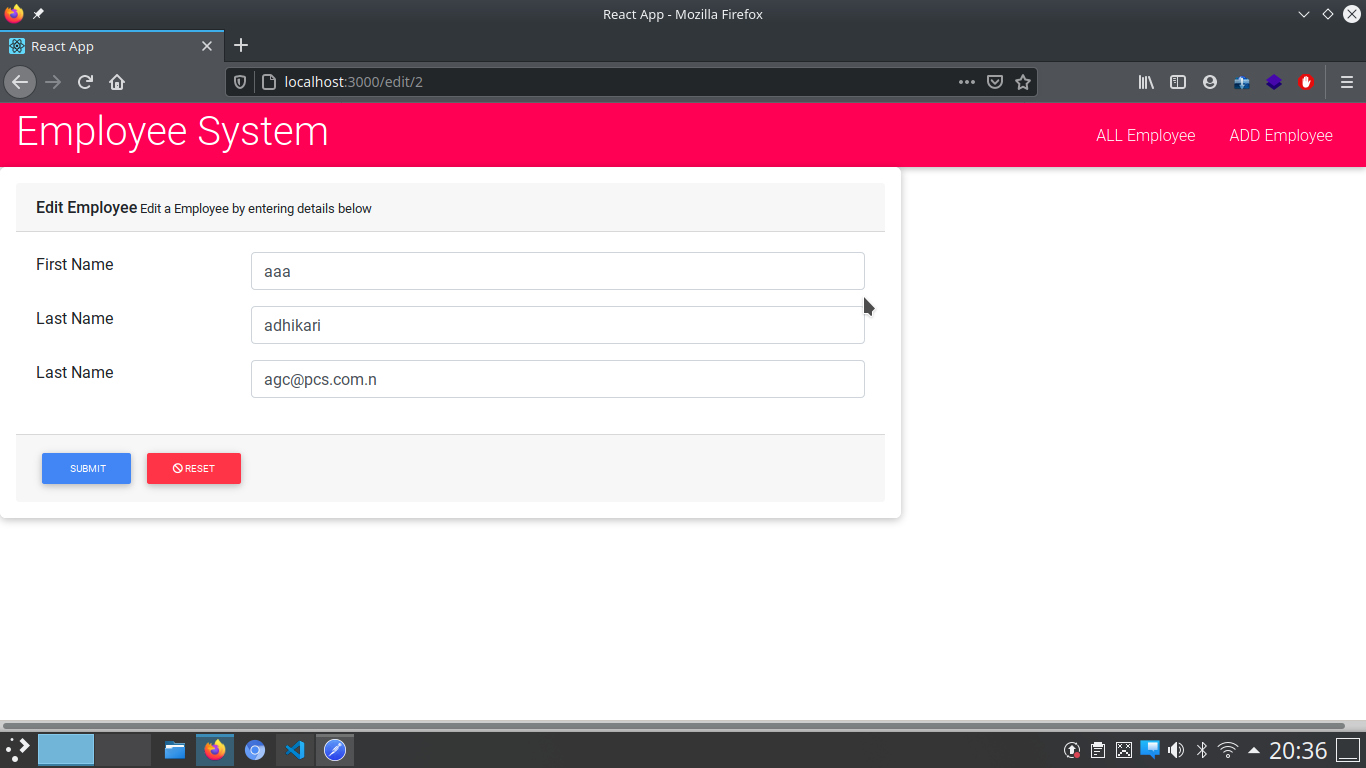 React App - Mozilla Firefox
React App
localhost:3000/edit/2
Employee System
ALL Employee
ADD Employee
Edit Employee Edit a Employee by entering details below
First Name
aaa
Last Name
adhikari
Last Name
agc@pcs.com.n
SUBMIT
RESET
20:36